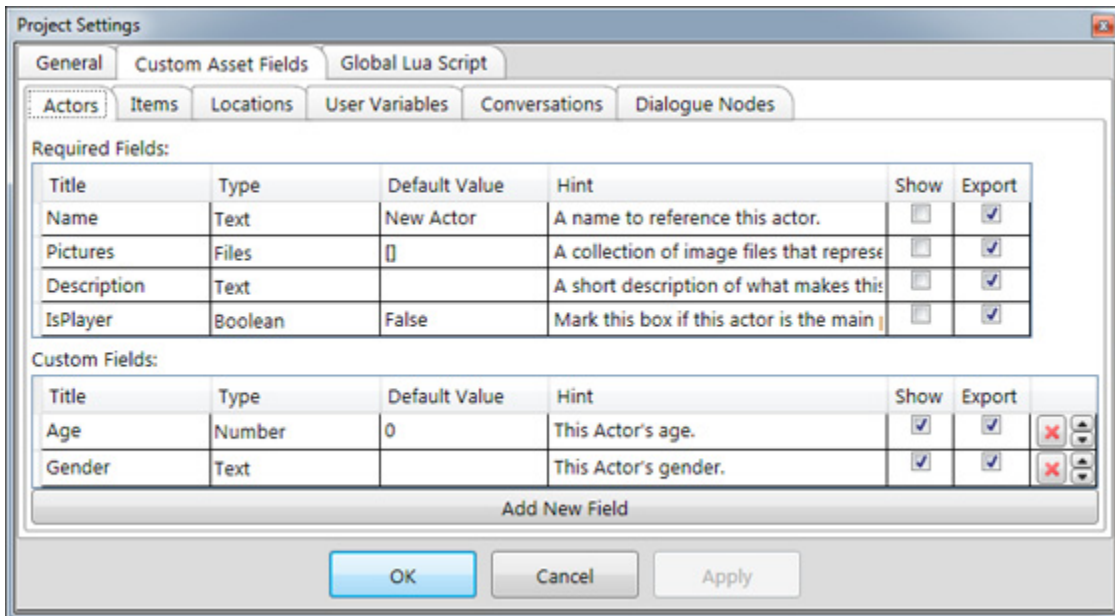 Project Settings
General Custom Asset Fields Global Lua Script
Actors Items Locations User Variables Conversations Dialogue Nodes
Required Fields:
Title Type Default Value Hint Show Export
Name Text New Actor A name to reference this actor.
Pictures Files [] A collection of image files that represe
Description Text A short description of what makes this
IsPlayer Boolean False Mark this box if this actor is the main
Custom Fields:
Title Type Default Value Hint Show Export
Age Number 0 This Actor's age.
Gender Text This Actor's gender.
Add New Field
OK Cancel Apply